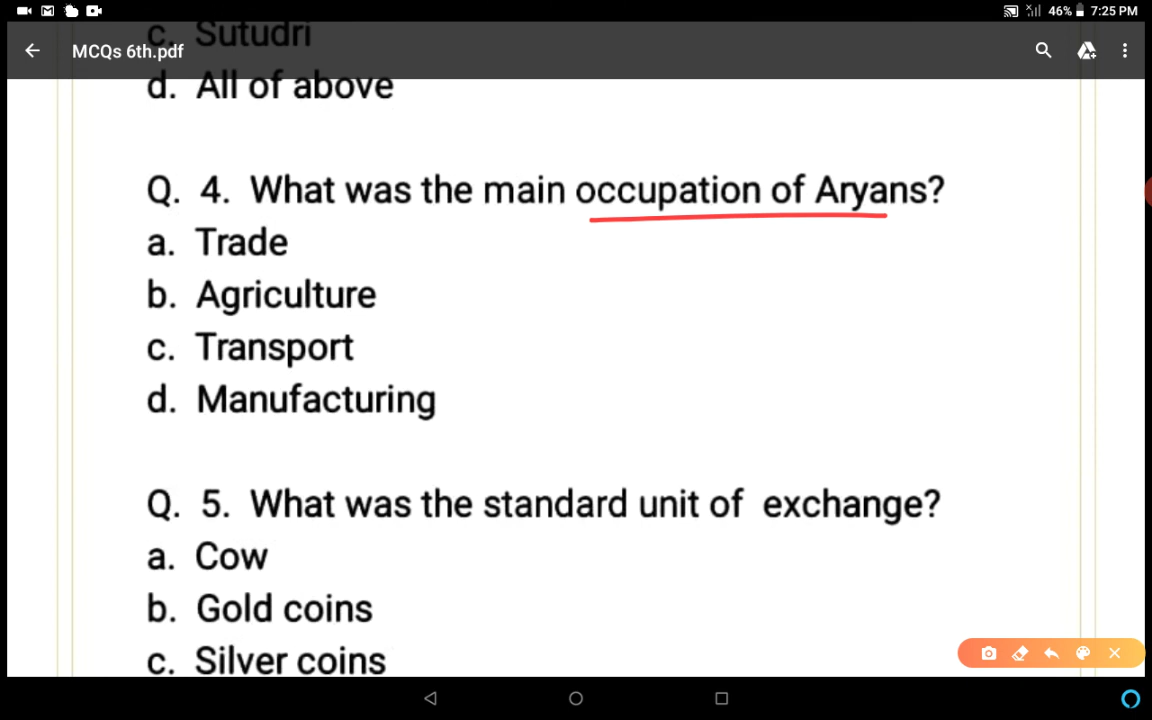 46% 7:25 PM
MCQs 6th.pdf
c. Sutudri
d. All of above
Q. 4. What was the main occupation of Aryans?
a. Trade
b. Agriculture
c. Transport
d. Manufacturing
Q. 5. What was the standard unit of exchange?
a. Cow
b. Gold coins
c. Silver coins